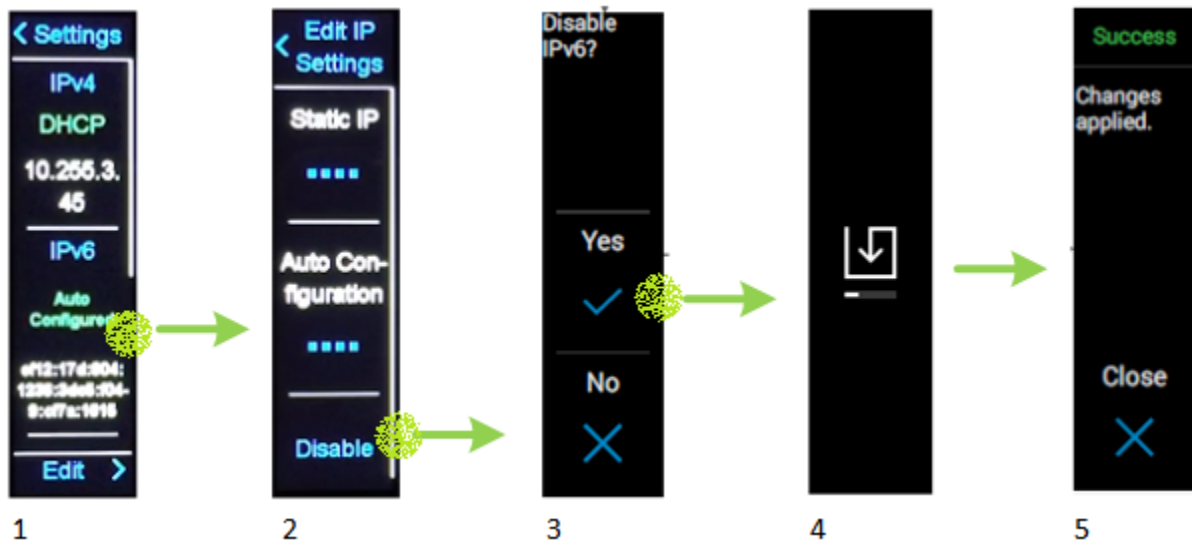 Settings
IPv4
DHCP
10.255.3.
45
IPv6
Auto
Configured
Edit
1
Edit IP
Settings
Static IP
Auto Con-
figuration
Disable
2
Disable
IPv6?
Yes
No
3
4
Success
Changes
applied.
Close
5